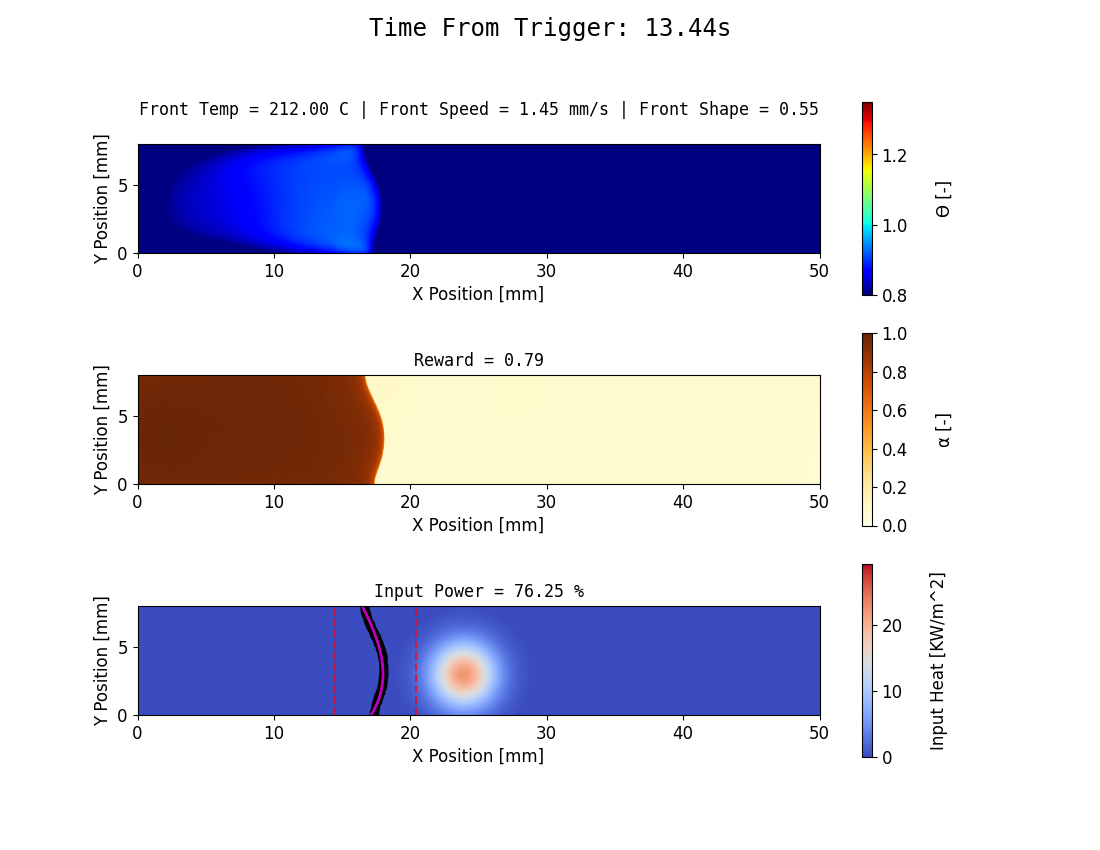 Time From Trigger: 13.44s
Front Temp = 212.00 C | Front Speed = 1.45 mm/s | Front Shape = 0.55
Y Position [mm]
5
0
0 10 20 30 40 50
X Position [mm]
1.2
1.0
0.8
Θ [-]
Reward = 0.79
Y Position [mm]
5
0
0 10 20 30 40 50
X Position [mm]
1.0
0.8
0.6
0.4
0.2
0.0
α [-]
Input Power = 76.25 %
Y Position [mm]
5
0
0 10 20 30 40 50
X Position [mm]
20
10
0
Input Heat [KW/m^2]